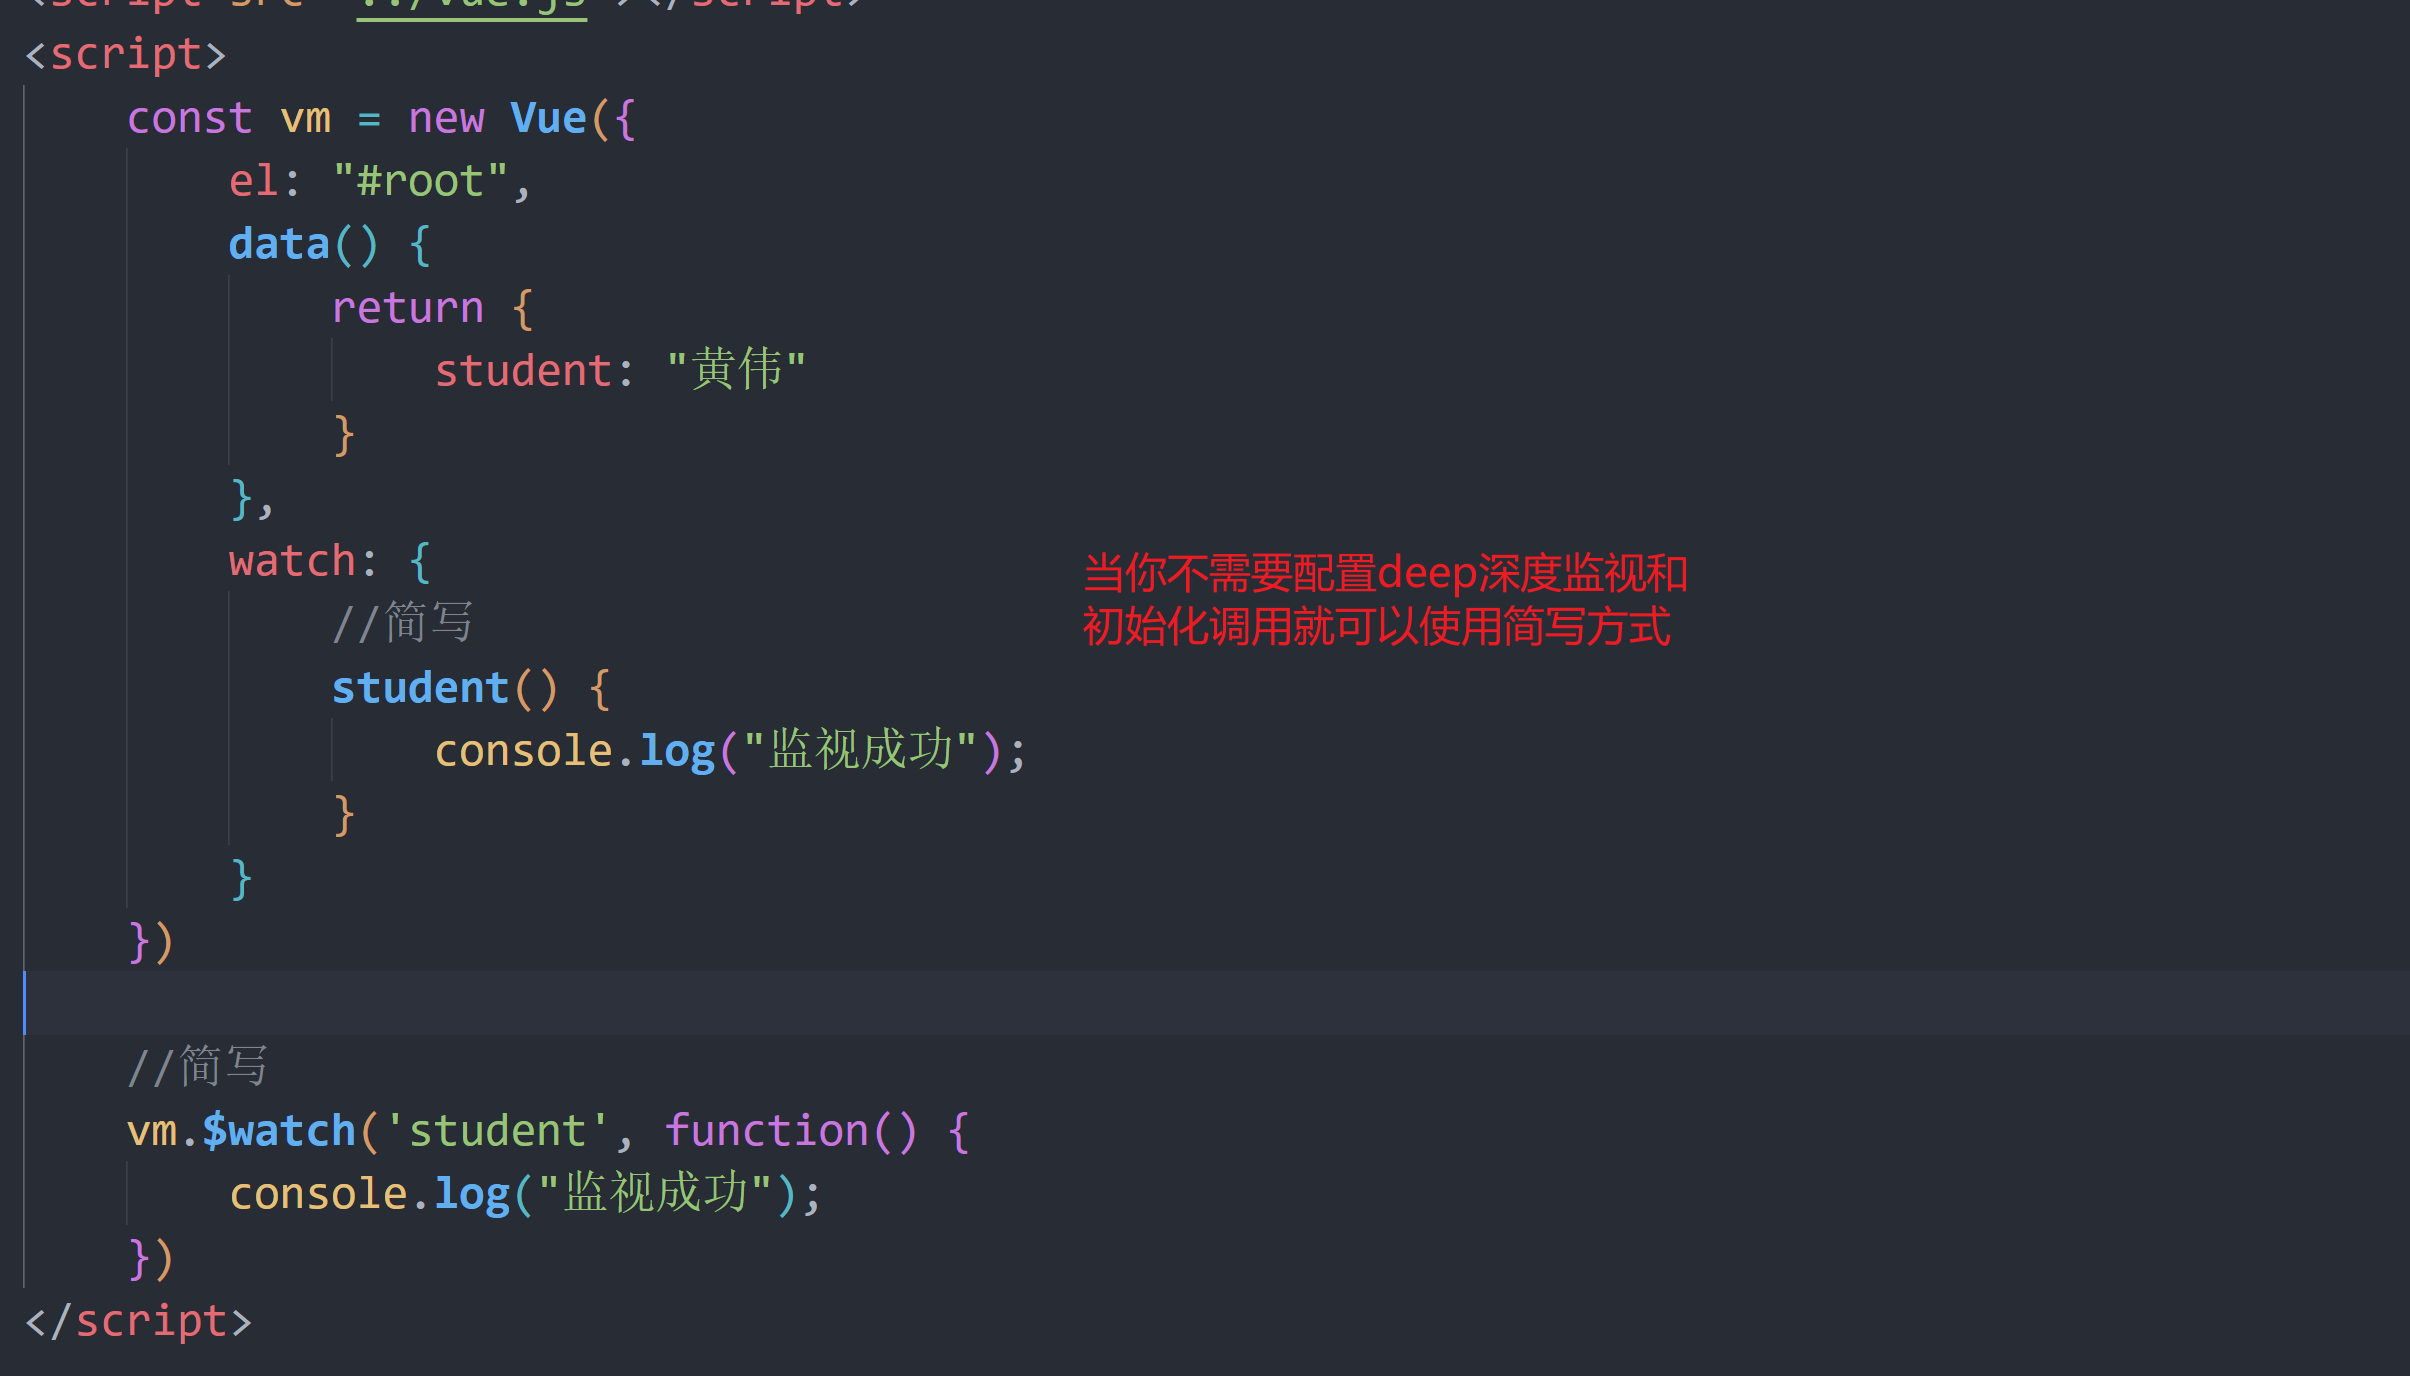 <script>
const vm = new Vue({
el: "#root",
data() {
return {
student: "黄伟"
}
},
watch: {
当你不需要配置deep深度监视和
初始化调用就可以使用简写方式
//简写
student() {
console.log("监视成功");
}
}
})
//简写
vm.$watch('student', function() {
console.log("监视成功");
})
</script>